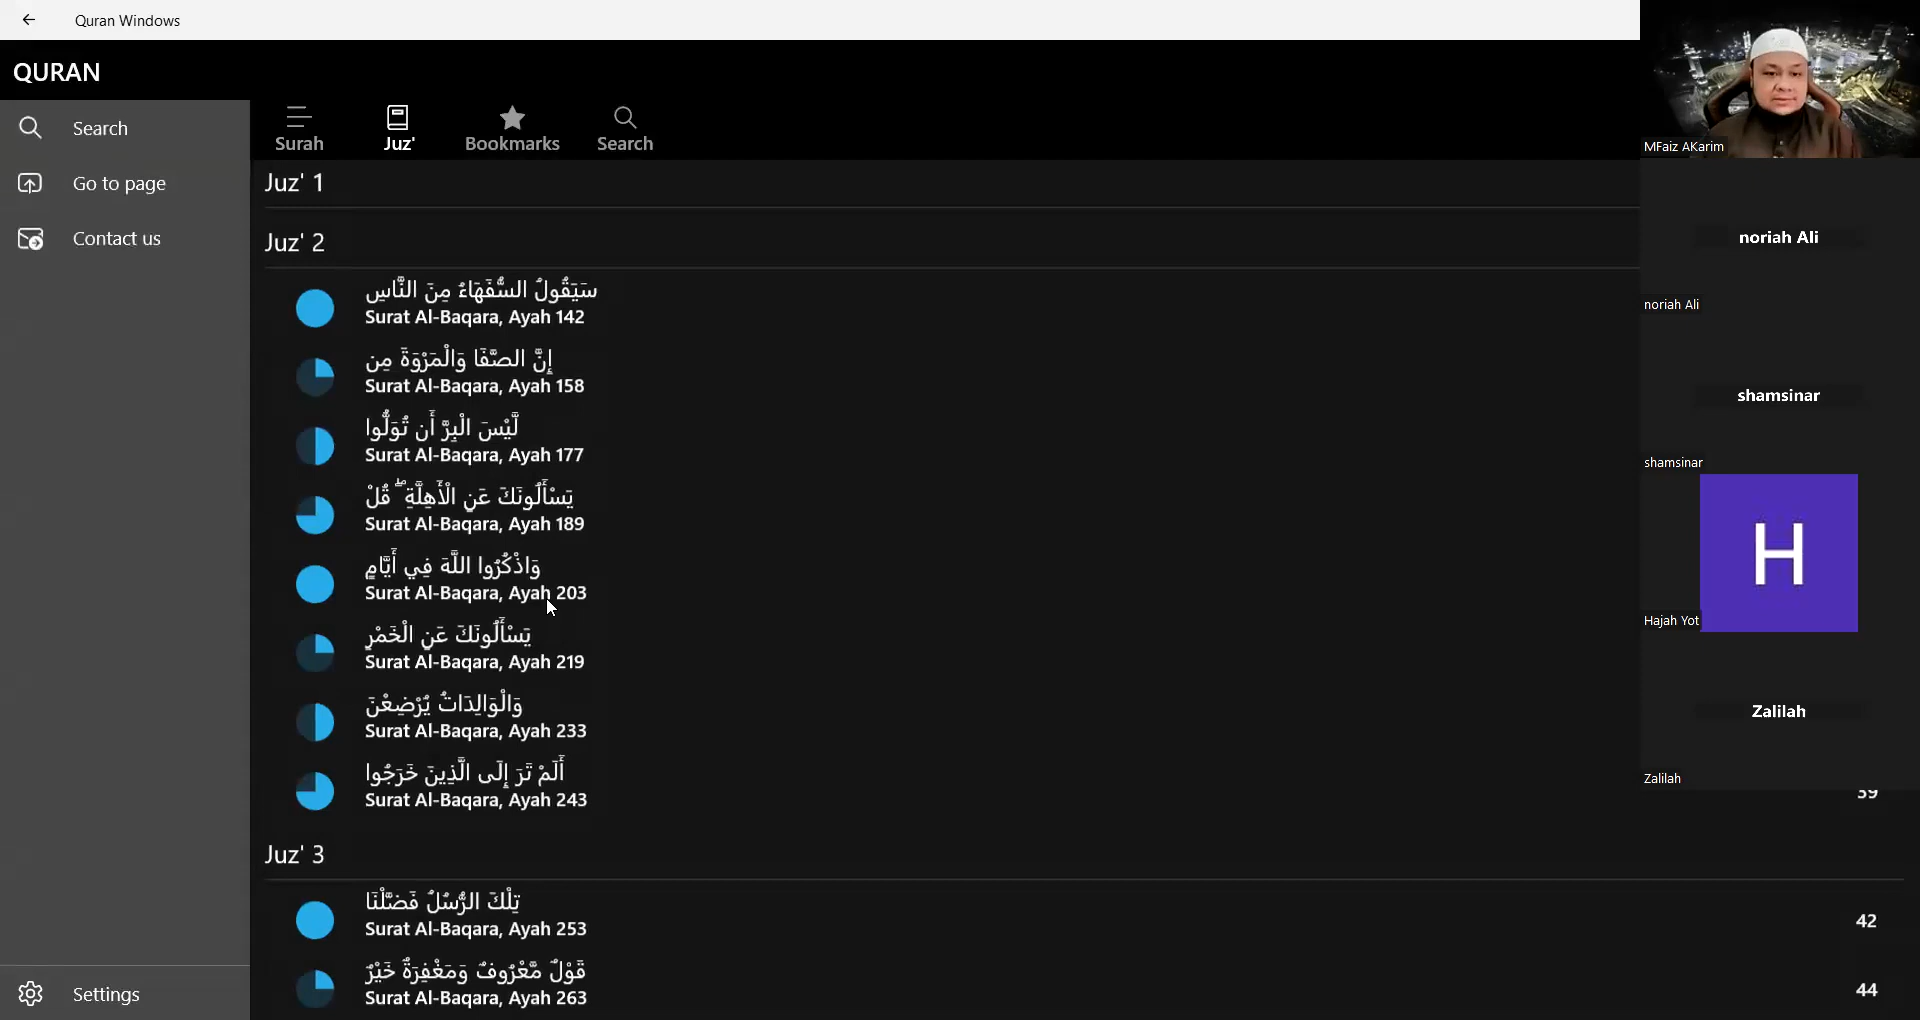 Quran Windows
QURAN
Search
Go to page
Contact us
Settings
Surah
Juz'
Bookmarks
Search
Juz' 1
Juz' 2
سَيَقُولُ السُّفَهَاءُ مِنَ النَّاسِ
Surat Al-Baqara, Ayah 142
إِنَّ الصَّفَا وَالْمَرْوَةَ مِن
Surat Al-Baqara, Ayah 158
لَّيْسَ الْبِرَّ أَن تُوَلُّوا
Surat Al-Baqara, Ayah 177
يَسْأَلُونَكَ عَنِ الْأَهِلَّةِ ۖ قُلْ
Surat Al-Baqara, Ayah 189
وَاذْكُرُوا اللَّهَ فِي أَيَّامٍ
Surat Al-Baqara, Ayah 203
يَسْأَلُونَكَ عَنِ الْخَمْرِ
Surat Al-Baqara, Ayah 219
وَالْوَالِدَاتُ يُرْضِعْنَ
Surat Al-Baqara, Ayah 233
أَلَمْ تَرَ إِلَى الَّذِينَ خَرَجُوا
Surat Al-Baqara, Ayah 243
39
Juz' 3
تِلْكَ الرُّسُلُ فَضَّلْنَا
Surat Al-Baqara, Ayah 253
42
قَوْلٌ مَّعْرُوفٌ وَمَغْفِرَةٌ خَيْرٌ
Surat Al-Baqara, Ayah 263
44
MFaiz AKarim
noriah Ali
noriah Ali
shamsinar
shamsinar
H
Hajah Yot
Zalilah
Zalilah